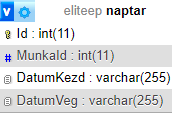 v eliteep naptar
Id : int(11)
# MunkaId : int(11)
DatumKezd : varchar(255)
DatumVeg : varchar(255)